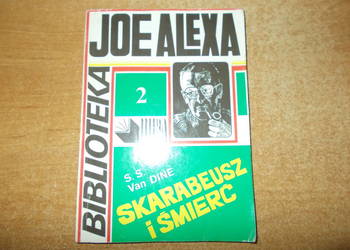 BIBLIOTEKA
JOE ALEXA
2
S. S.
Van DINE
SKARABEUSZ
i ŚMIERĆ